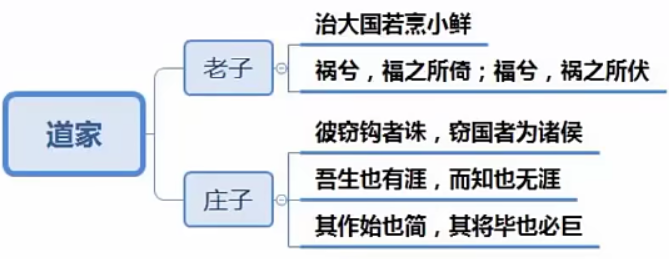 道家
老子
治大国若烹小鲜
祸兮，福之所倚；福兮，祸之所伏
庄子
彼窃钩者诛，窃国者为诸侯
吾生也有涯，而知也无涯
其作始也简，其将毕也必巨